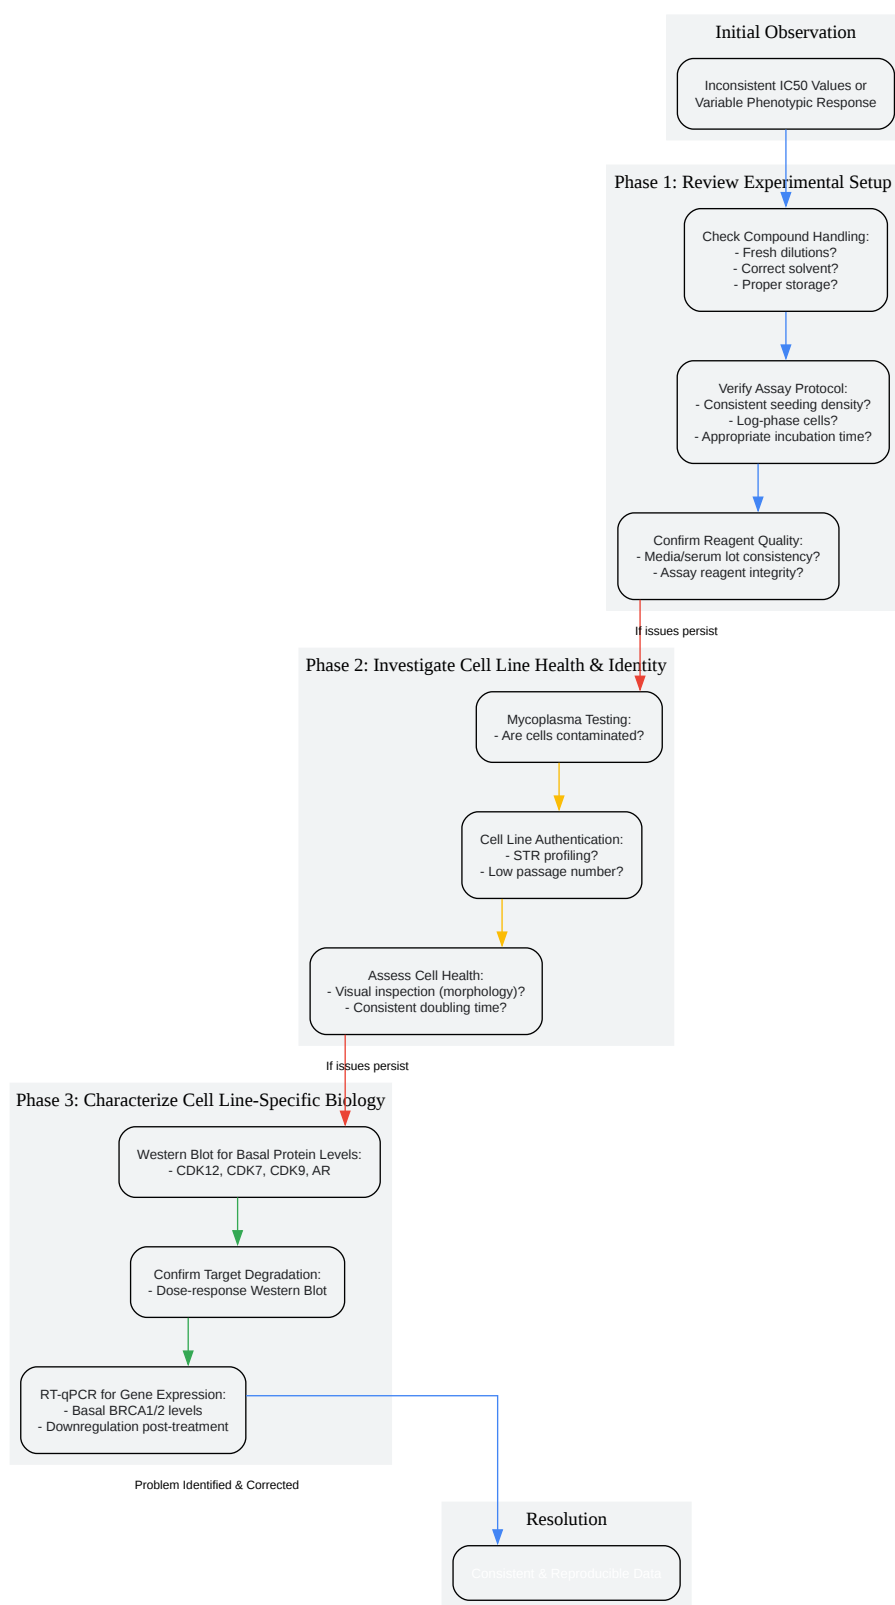 Initial Observation
Inconsistent IC50 Values or
Variable Phenotypic Response
Phase 1: Review Experimental Setup
Check Compound Handling:
- Fresh dilutions?
- Correct solvent?
- Proper storage?
Verify Assay Protocol:
- Consistent seeding density?
- Log-phase cells?
- Appropriate incubation time?
Confirm Reagent Quality:
- Media/serum lot consistency?
- Assay reagent integrity?
If issues persist
Phase 2: Investigate Cell Line Health & Identity
Mycoplasma Testing:
- Are cells contaminated?
Cell Line Authentication:
- STR profiling?
- Low passage number?
Assess Cell Health:
- Visual inspection (morphology)?
- Consistent doubling time?
If issues persist
Phase 3: Characterize Cell Line-Specific Biology
Western Blot for Basal Protein Levels:
- CDK12, CDK7, CDK9, AR
Confirm Target Degradation:
- Dose-response Western Blot
RT-qPCR for Gene Expression:
- Basal BRCA1/2 levels
- Downregulation post-treatment
Problem Identified & Corrected
Resolution
Consistent & Reproducible Data